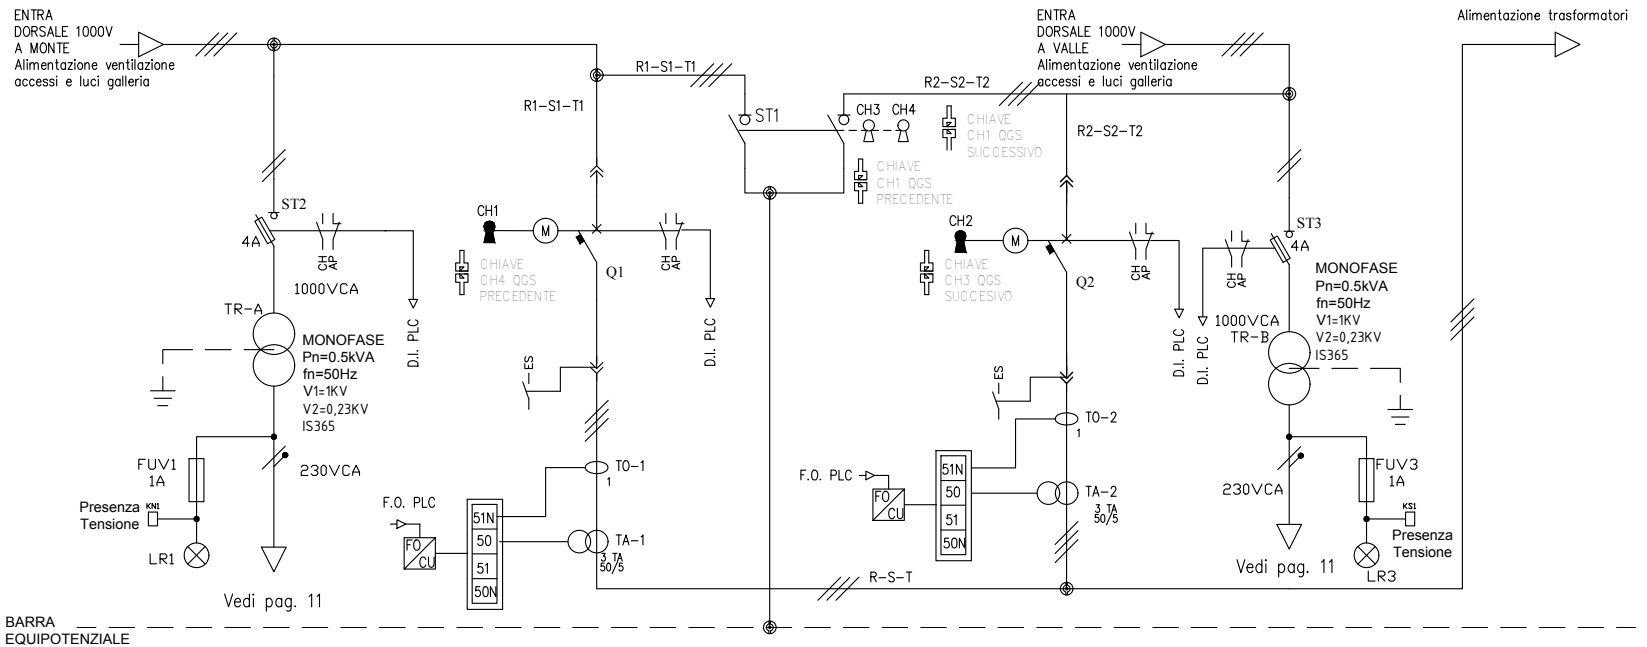 ENTRA
DORSALE 1000V
A MONTE
Alimentazione ventilazione
accessi e luci galleria
R1-S1-T1
R1-S1-T1
ST1
CH3 CH4
R2-S2-T2
ENTRA
DORSALE 1000V
A VALLE
Alimentazione ventilazione
accessi e luci galleria
Alimentazione trasformatori
CHIAVE
CH1 QGS
SUCCESSIVO
R2-S2-T2
CHIAVE
CH1 QGS
PRECEDENTE
ST2
4A
CH
AP
1000VCA
D.I. PLC
TR-A
MONOFASE
Pn=0.5kVA
fn=50Hz
V1=1KV
V2=0,23KV
IS365
CH1
M
CHIAVE
CH4 QGS
PRECEDENTE
Q1
CH
AP
D.I. PLC
CH2
M
CHIAVE
CH3 QGS
SUCCESIVO
Q2
CH
AP
D.I. PLC
CH
AP
D.I. PLC
ST3
4A
1000VCA
TR-B
MONOFASE
Pn=0.5kVA
fn=50Hz
V1=1KV
V2=0,23KV
IS365
ES
ES
FUV1
1A
230VCA
Presenza
Tensione
KN1
LR1
Vedi pag. 11
F.O. PLC
FO
CU
51N
50
51
50N
TO-1
1
TA-1
3 TA
50/5
F.O. PLC
FO
CU
51N
50
51
50N
TO-2
1
TA-2
3 TA
50/5
230VCA
FUV3
1A
KS1
Presenza
Tensione
LR3
Vedi pag. 11
R-S-T
BARRA
EQUIPOTENZIALE